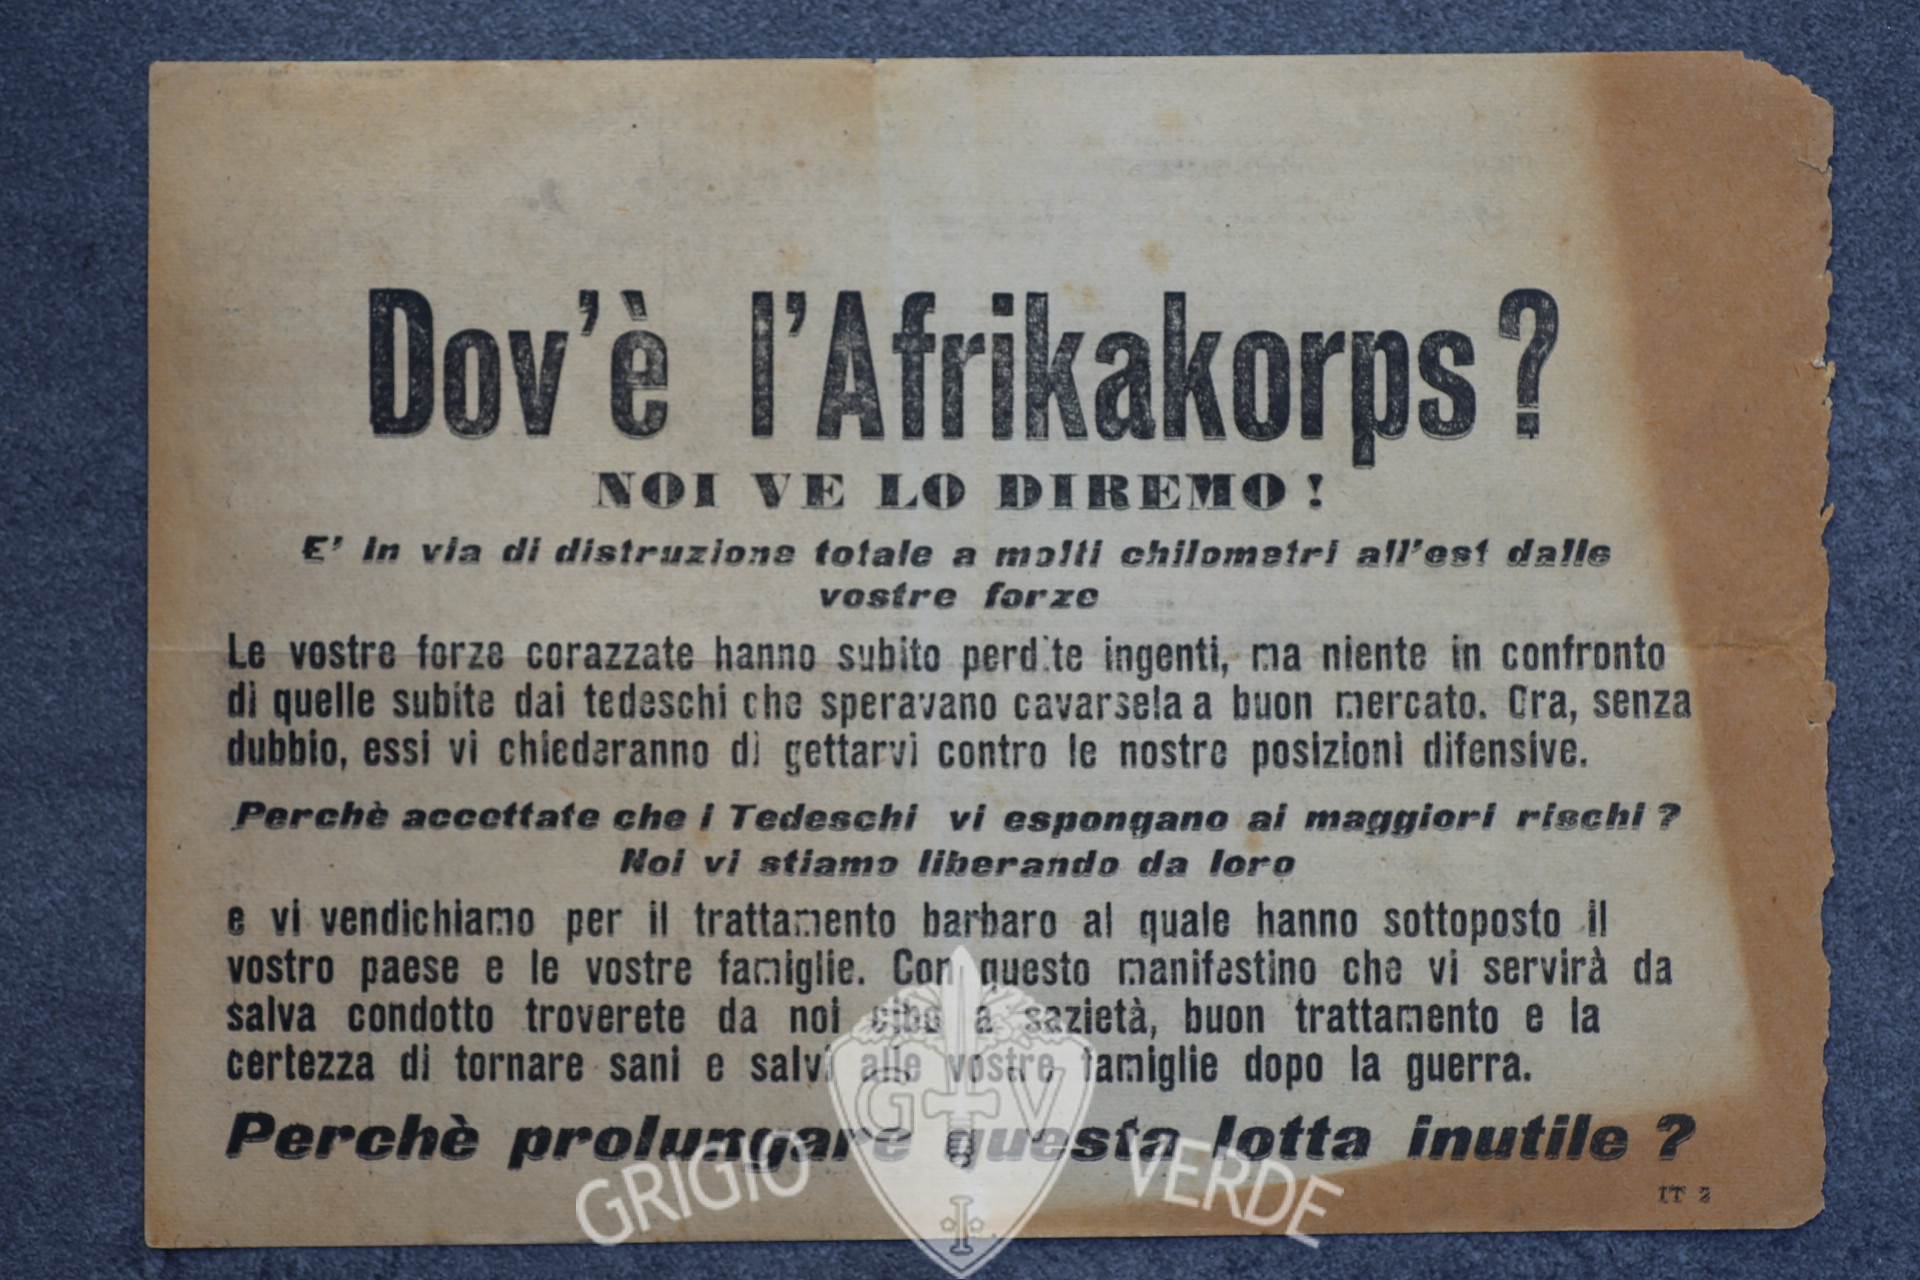 Dov'è l'Afrikakorps?
NOI VE LO DIREMO!
E' in via di distruzione totale a molti chilometri all'est dalle
vostre forze
Le vostre forze corazzate hanno subito perdite ingenti, ma niente in confronto
di quelle subite dai tedeschi che speravano cavarsela a buon mercato. Ora, senza
dubbio, essi vi chiederanno di gettarvi contro le nostre posizioni difensive.
Perchè accettate che i Tedeschi vi espongano ai maggiori rischi?
Noi vi stiamo liberando da loro
e vi vendichiamo per il trattamento barbaro al quale hanno sottoposto il
vostro paese e le vostre famiglie. Con questo manifestino che vi servirà da
salva condotto troverete da noi cibo a sazietà, buon trattamento e la
certezza di tornare sani e salvi alle vostre famiglie dopo la guerra.
Perchè prolungare questa lotta inutile?
IT 2
G V
GRIGIO VERDE
I